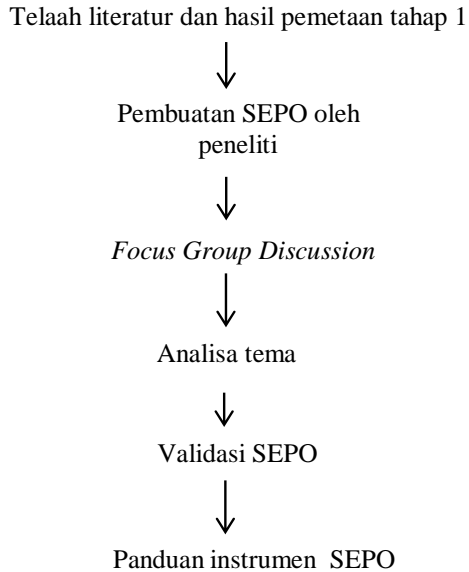 Telaah literatur dan hasil pemetaan tahap 1
Pembuatan SEPO oleh
peneliti
Focus Group Discussion
Analisa tema
Validasi SEPO
Panduan instrumen SEPO